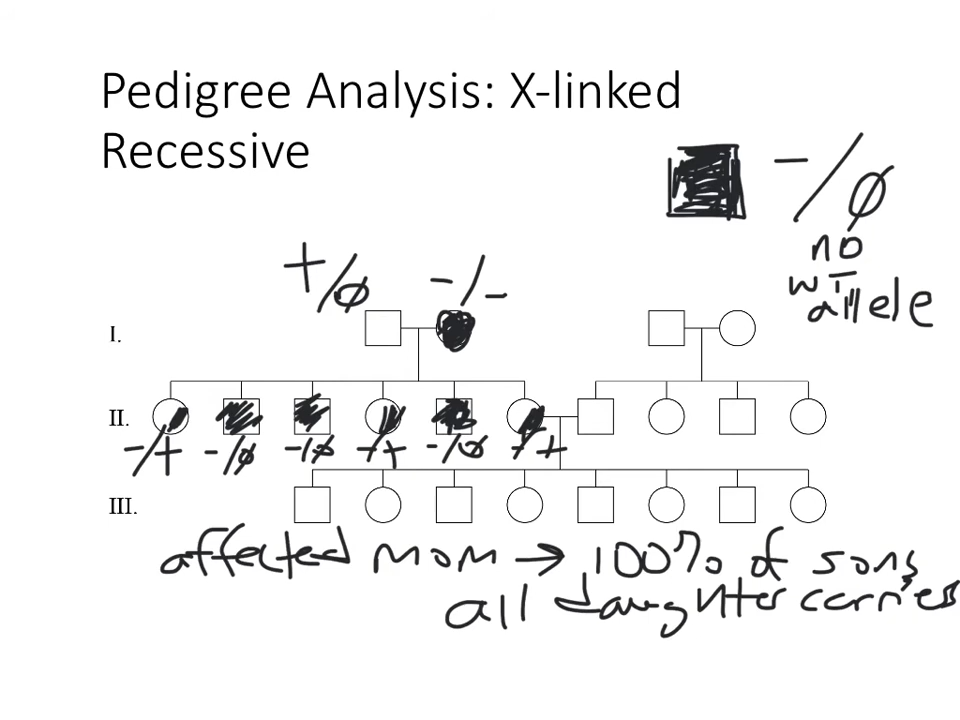 Pedigree Analysis: X-linked
Recessive
-/ø
no
WT
allele
+/ø -/-
I.
II.
-/+ -/ø -/ø -/+ -/ø -/+
III.
affected mom → 100% of sons
all daughter carriers